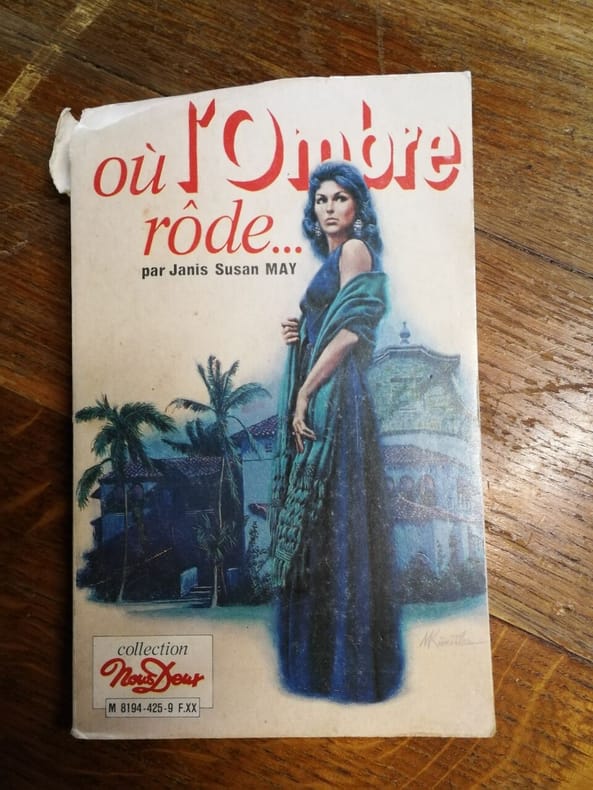 où l'Ombre
rôde...
par Janis Susan MAY
collection
Nous Deux
M 8194-425-9 F.XX